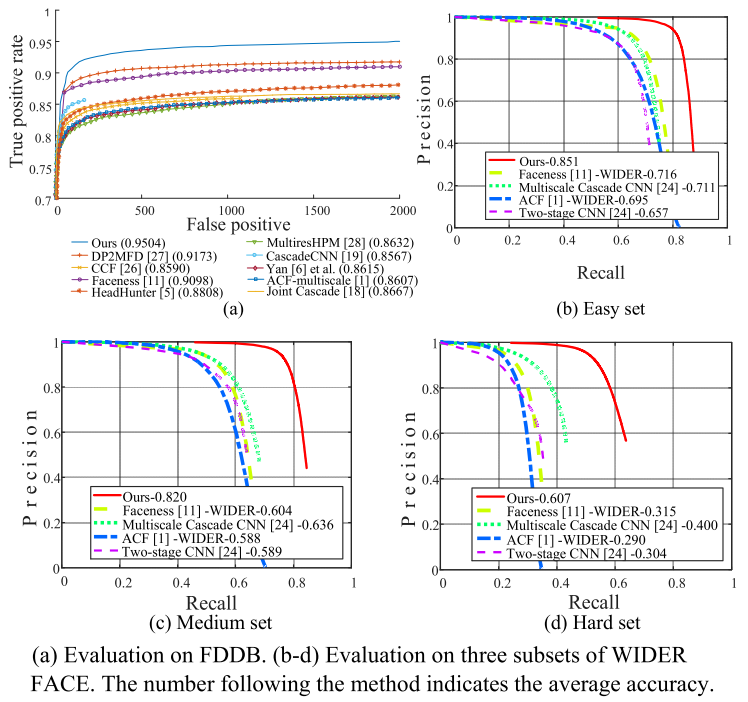 0.95
0.9
0.85
0.8
0.75
0.7
True positive rate
0 500 1000 1500 2000
False positive
Ours (0.9504)
DP2MFD [27] (0.9173)
CCF [26] (0.8590)
Faceness [11] (0.9098)
HeadHunter [5] (0.8808)
MultiresHPM [28] (0.8632)
CascadeCNN [19] (0.8567)
Yan [6] et al. (0.8615)
ACF-multiscale [1] (0.8607)
Joint Cascade [18] (0.8667)
(a)
1
0.8
0.6
0.4
0.2
0
Precision
Ours-0.851
Faceness [11] -WIDER-0.716
Multiscale Cascade CNN [24] -0.711
ACF [1] -WIDER-0.695
Two-stage CNN [24] -0.657
0 0.2 0.4 0.6 0.8 1
Recall
(b) Easy set
1
0.8
0.6
0.4
0.2
0
Precision
Ours-0.820
Faceness [11] -WIDER-0.604
Multiscale Cascade CNN [24] -0.636
ACF [1] -WIDER-0.588
Two-stage CNN [24] -0.589
0 0.2 0.4 0.6 0.8 1
Recall
(c) Medium set
1
0.8
0.6
0.4
0.2
0
Precision
Ours-0.607
Faceness [11] -WIDER-0.315
Multiscale Cascade CNN [24] -0.400
ACF [1] -WIDER-0.290
Two-stage CNN [24] -0.304
0 0.2 0.4 0.6 0.8 1
Recall
(d) Hard set
(a) Evaluation on FDDB. (b-d) Evaluation on three subsets of WIDER
FACE. The number following the method indicates the average accuracy.